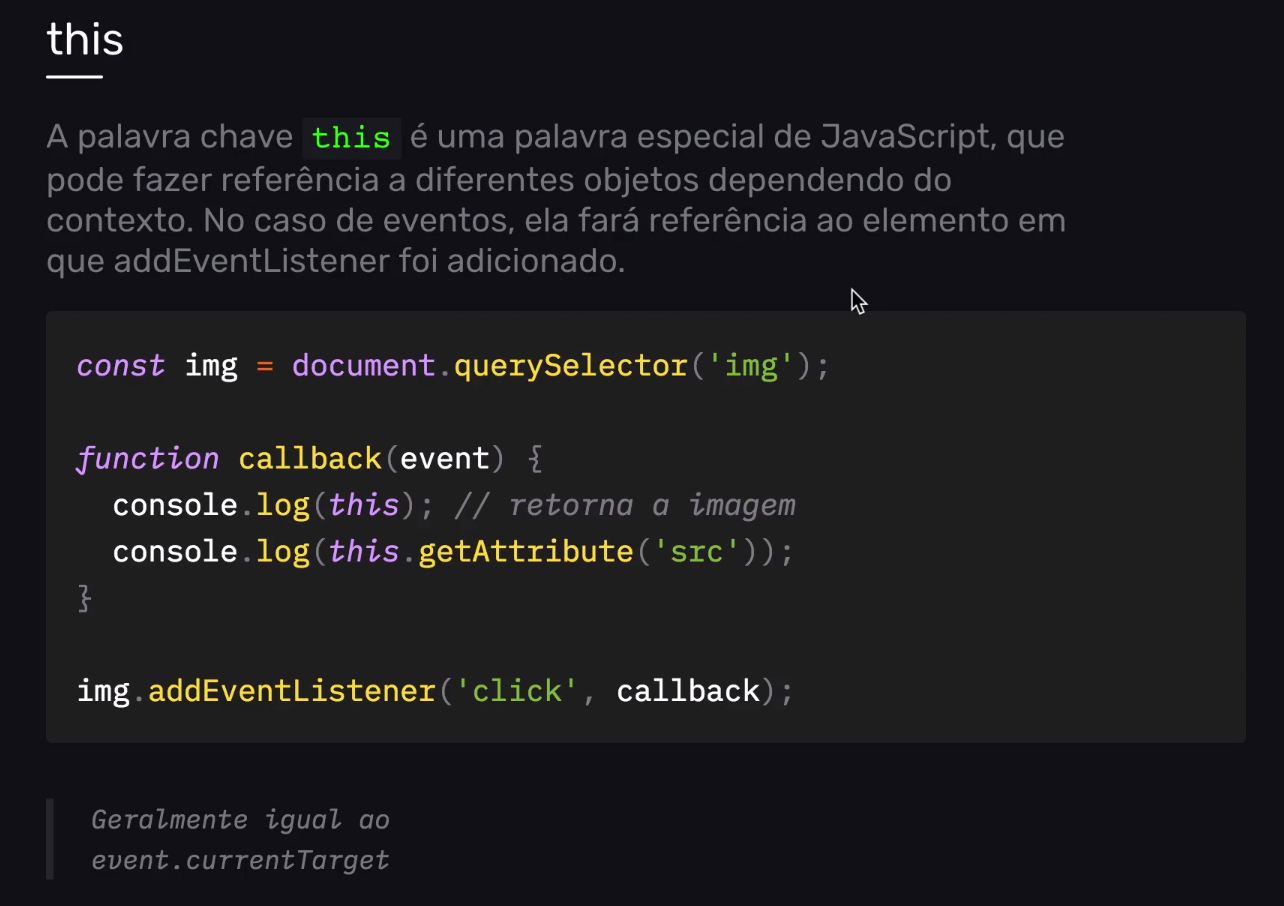 this
A palavra chave this é uma palavra especial de JavaScript, que
pode fazer referência a diferentes objetos dependendo do
contexto. No caso de eventos, ela fará referência ao elemento em
que addEventListener foi adicionado.
const img = document.querySelector('img');
function callback(event) {
  console.log(this); // retorna a imagem
  console.log(this.getAttribute('src'));
}
img.addEventListener('click', callback);
Geralmente igual ao
event.currentTarget